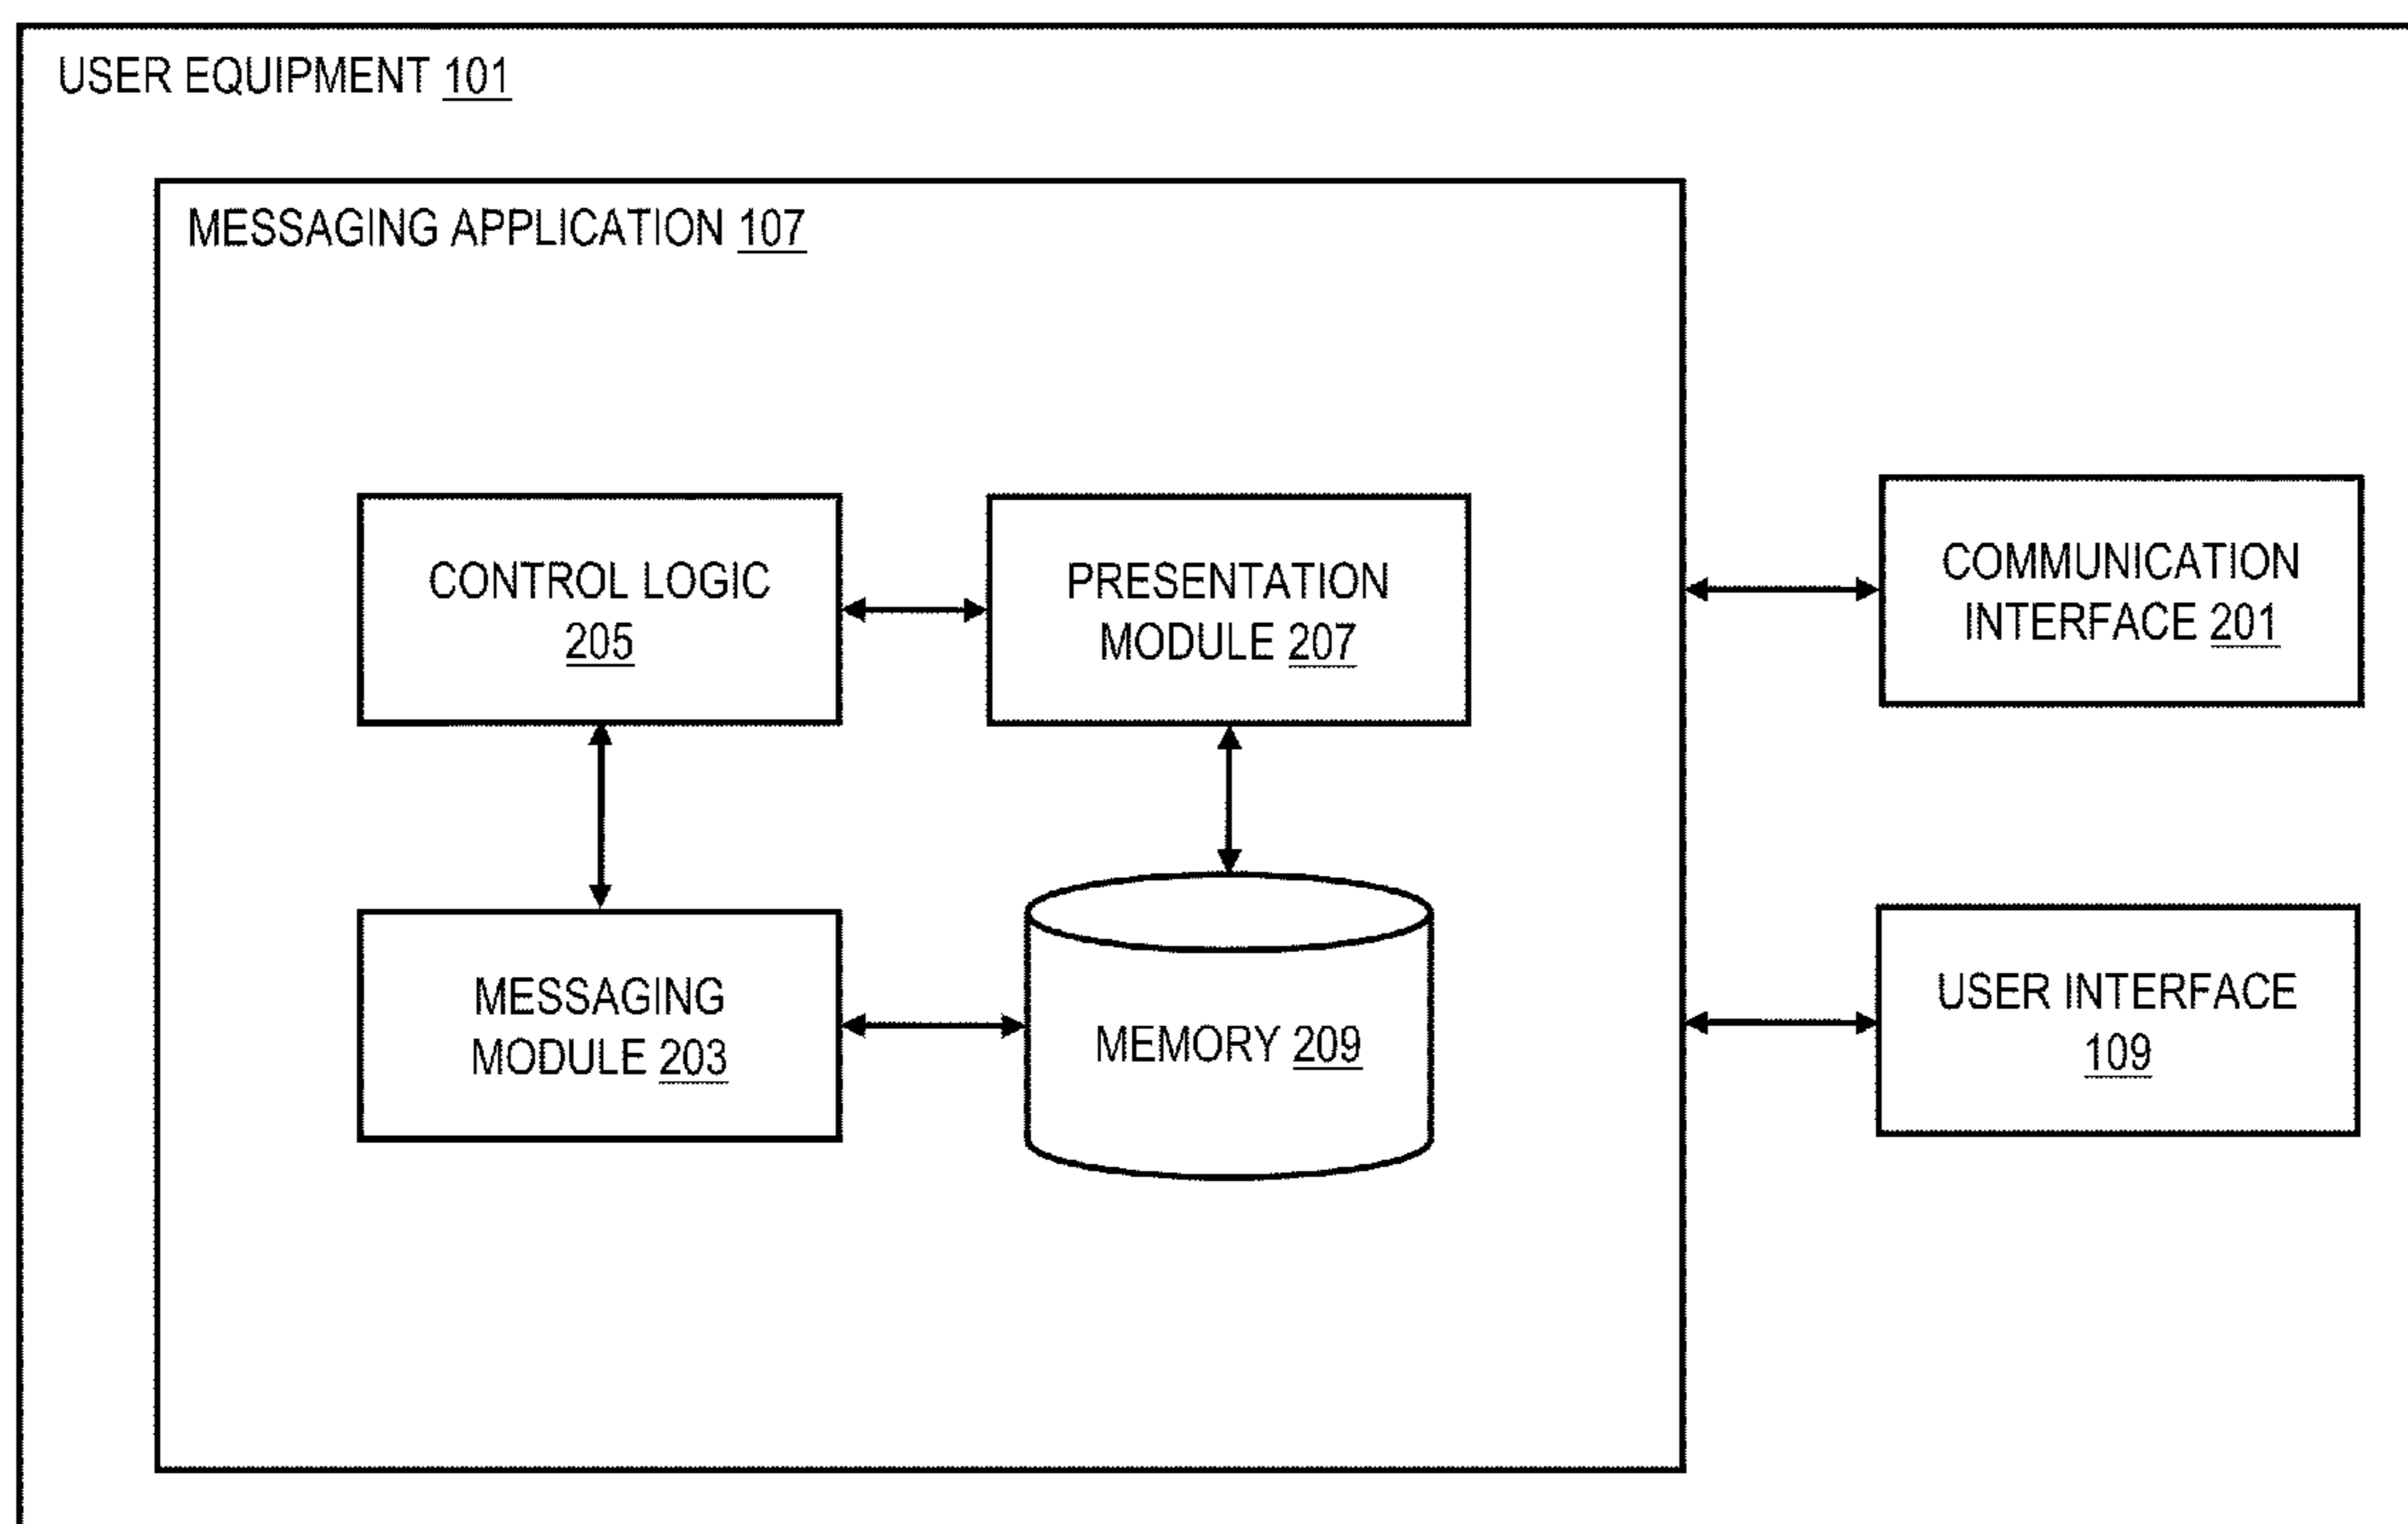 USER EQUIPMENT 101
MESSAGING APPLICATION 107
CONTROL LOGIC
205
PRESENTATION
MODULE 207
COMMUNICATION
INTERFACE 201
MESSAGING
MODULE 203
MEMORY 209
USER INTERFACE
109